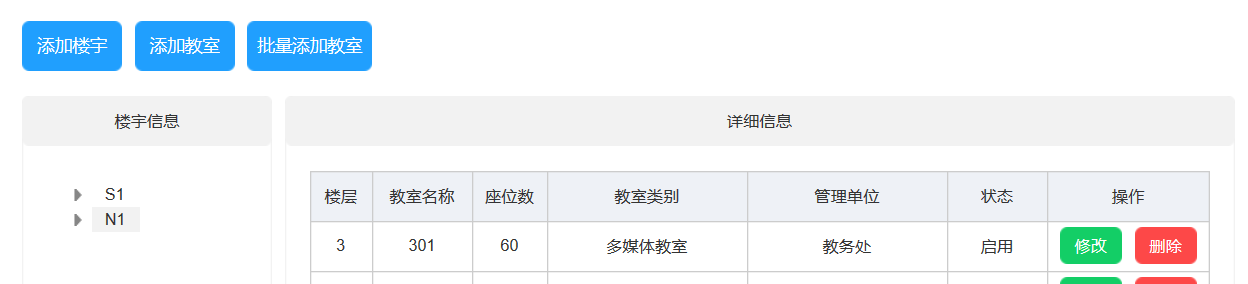 添加楼宇 添加教室 批量添加教室
楼宇信息
S1
N1
详细信息
楼层 教室名称 座位数 教室类别 管理单位 状态 操作
3 301 60 多媒体教室 教务处 启用 修改 删除